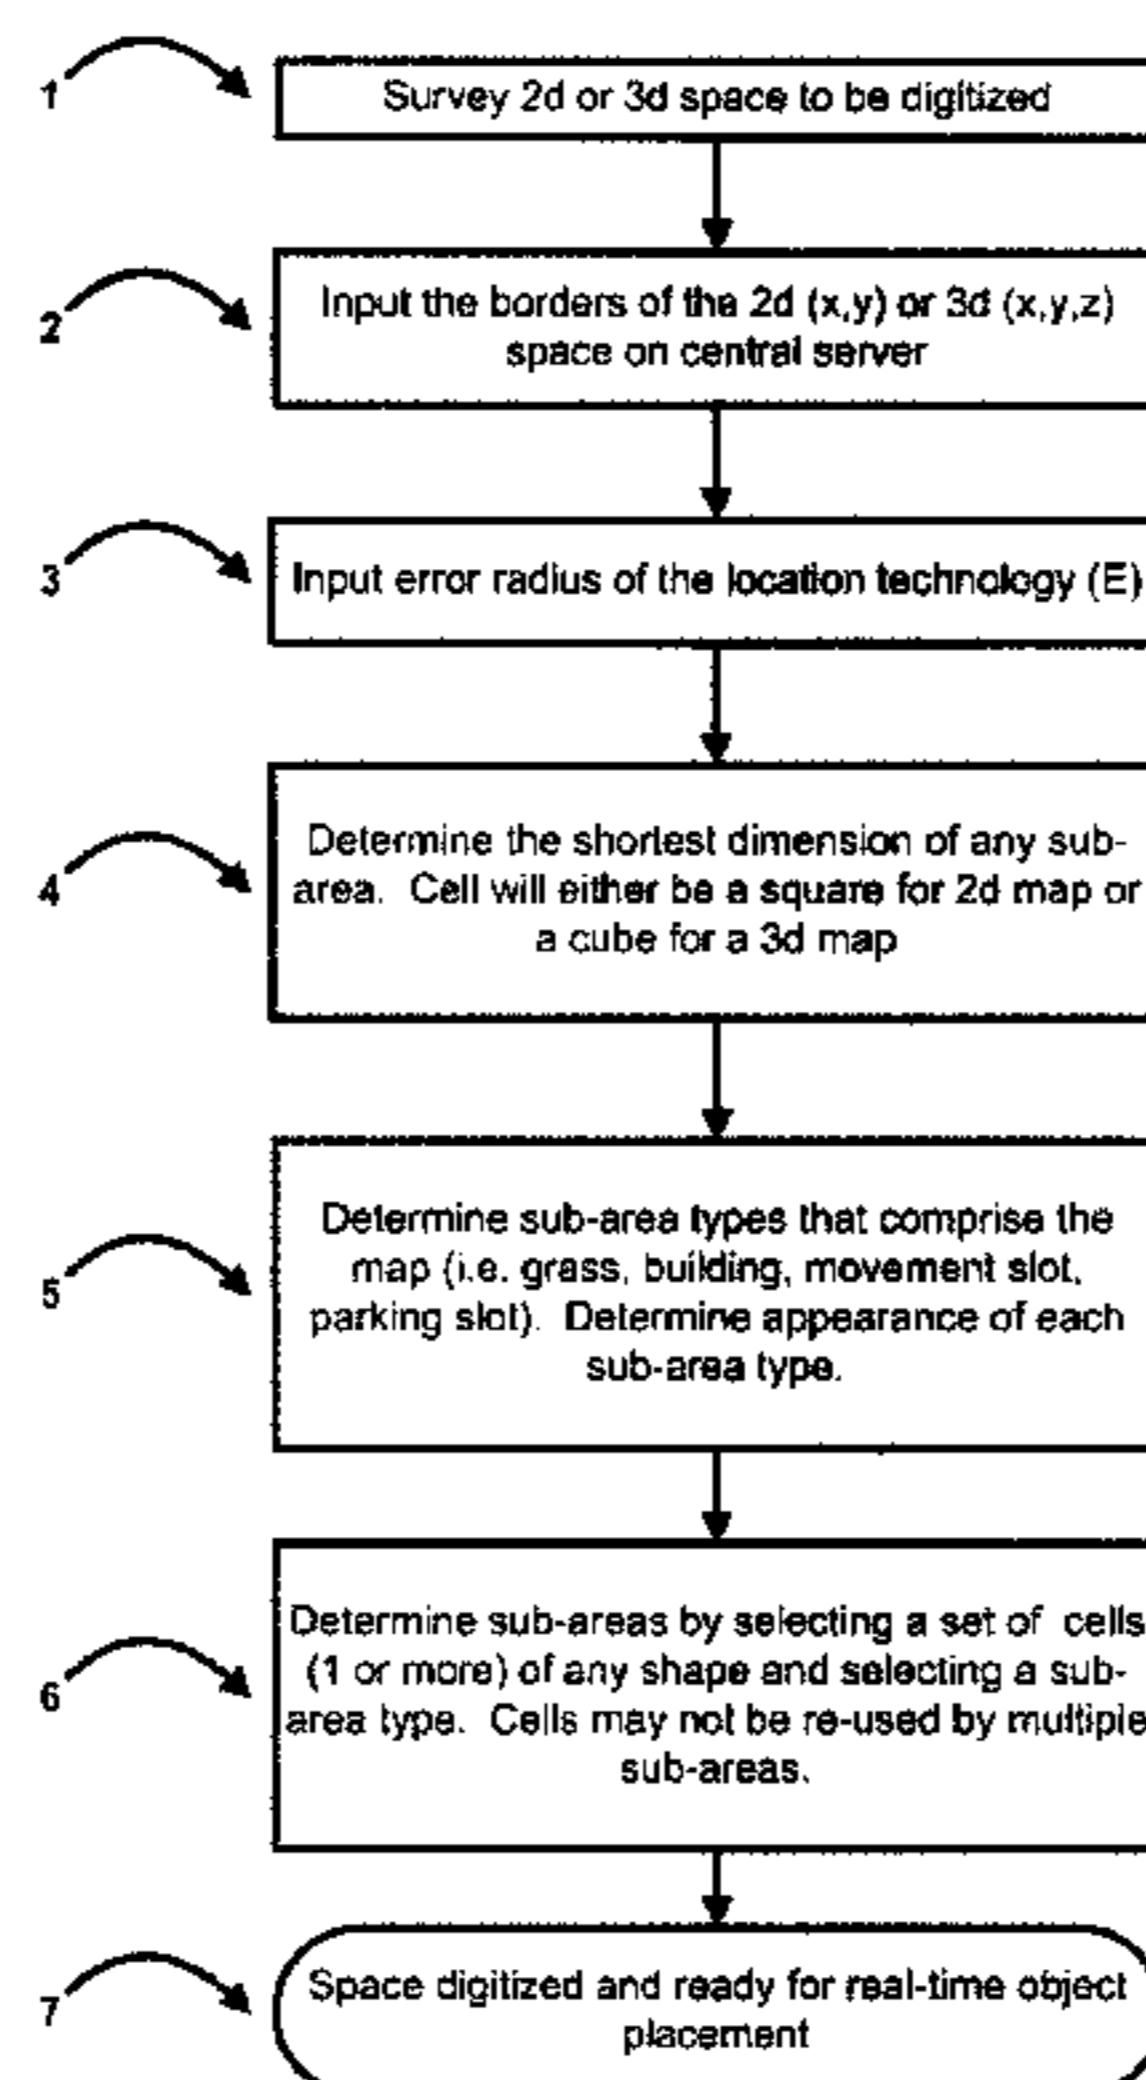 1
Survey 2d or 3d space to be digitized
2
Input the borders of the 2d (x,y) or 3d (x,y,z)
space on central server
3
Input error radius of the location technology (E)
4
Determine the shortest dimension of any sub-
area. Cell will either be a square for 2d map or
a cube for a 3d map
5
Determine sub-area types that comprise the
map (i.e. grass, building, movement slot,
parking slot). Determine appearance of each
sub-area type.
6
Determine sub-areas by selecting a set of cells
(1 or more) of any shape and selecting a sub-
area type. Cells may not be re-used by multiple
sub-areas.
7
Space digitized and ready for real-time object
placement